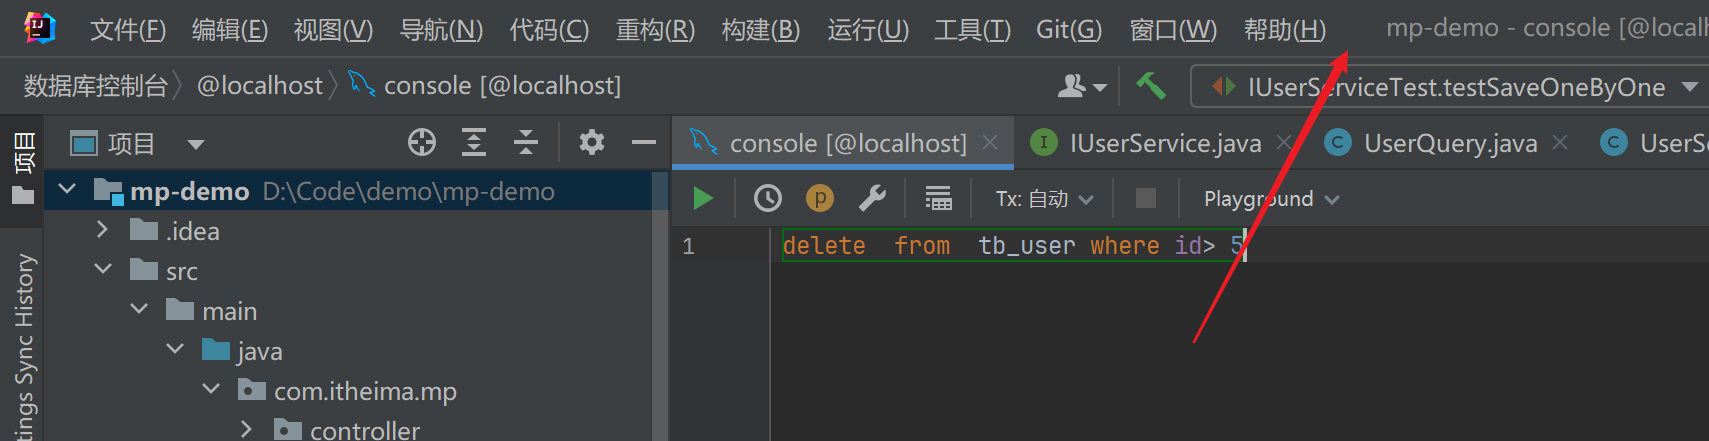 文件(F) 编辑(E) 视图(V) 导航(N) 代码(C) 重构(R) 构建(B) 运行(U) 工具(T) Git(G) 窗口(W) 帮助(H) mp-demo - console [@local
数据库控制台 @localhost console [@localhost] IUserServiceTest.testSaveOneByOne
项目 项目 console [@localhost] IUserService.java UserQuery.java
mp-demo D:\Code\demo\mp-demo Tx: 自动 Playground
.idea 1 delete from tb_user where id> 5
src
main
java
com.itheima.mp
controller
tings Sync History